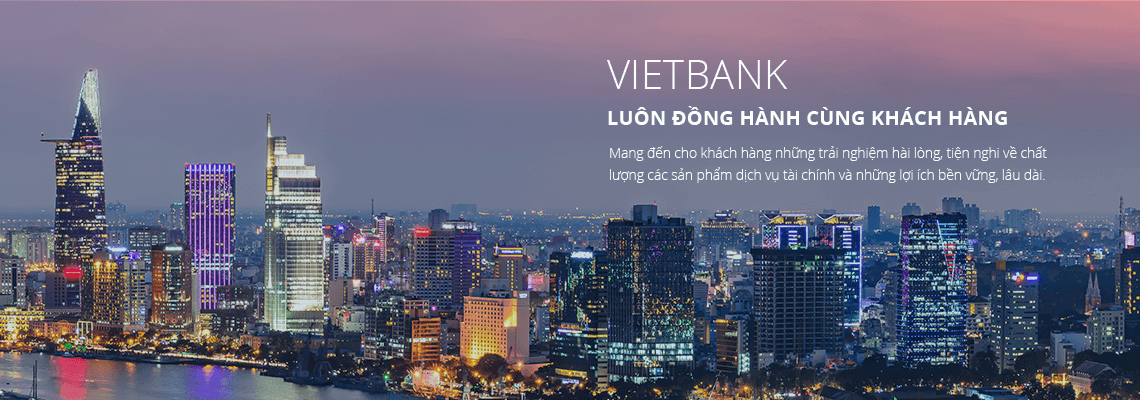 VIETBANK
LUÔN ĐỒNG HÀNH CÙNG KHÁCH HÀNG
Mang đến cho khách hàng những trải nghiệm hài lòng, tiện nghi về chất
lượng các sản phẩm dịch vụ tài chính và những lợi ích bền vững, lâu dài.